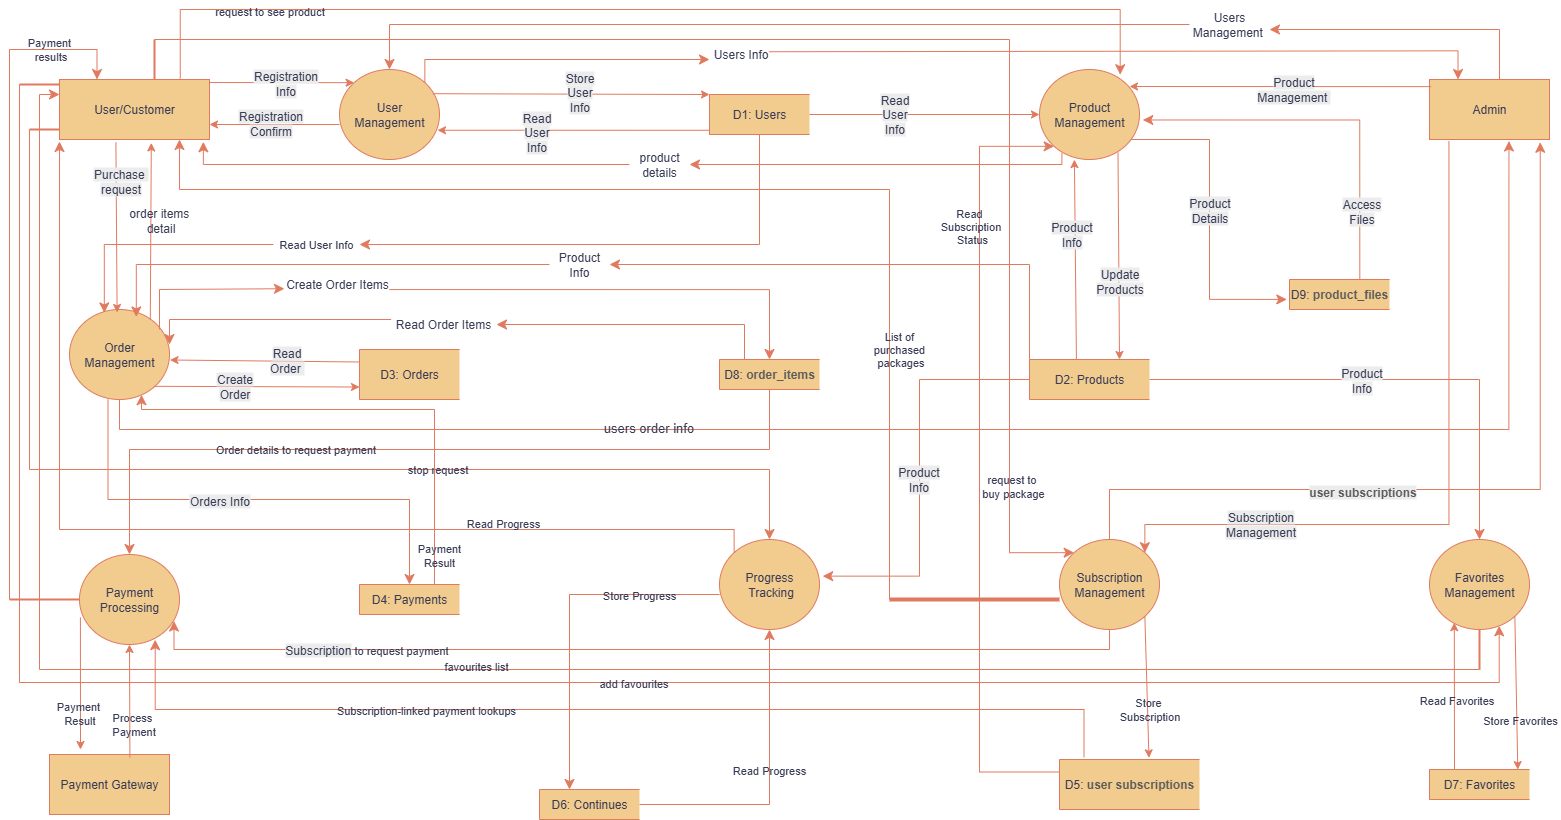 request to see product
Users
Management
Payment
results
Users Info
Registration
Info
Store
User
Info
Product
Management
User/Customer
User
Management
D1: Users
Read
User
Info
Product
Management
Admin
Registration
Confirm
Read
User
Info
product
details
Purchase
request
order items
detail
Read
Subscription
Status
Product
Info
Product
Details
Access
Files
Read User Info
Product
Info
Update
Products
Create Order Items
D9: product_files
Read Order Items
Order
Management
Read
Order
D3: Orders
Create
Order
D8: order_items
List of
purchased
packages
D2: Products
Product
Info
users order info
Order details to request payment
stop request
Product
Info
request to
buy package
user subscriptions
Orders Info
Read Progress
Subscription
Management
Payment
Result
Payment
Processing
D4: Payments
Progress
Tracking
Store Progress
Subscription
Management
Favorites
Management
Subscription to request payment
favourites list
add favourites
Payment
Result
Process
Payment
Subscription-linked payment lookups
Store
Subscription
Read Favorites
Store Favorites
Read Progress
Payment Gateway
D6: Continues
D5: user subscriptions
D7: Favorites